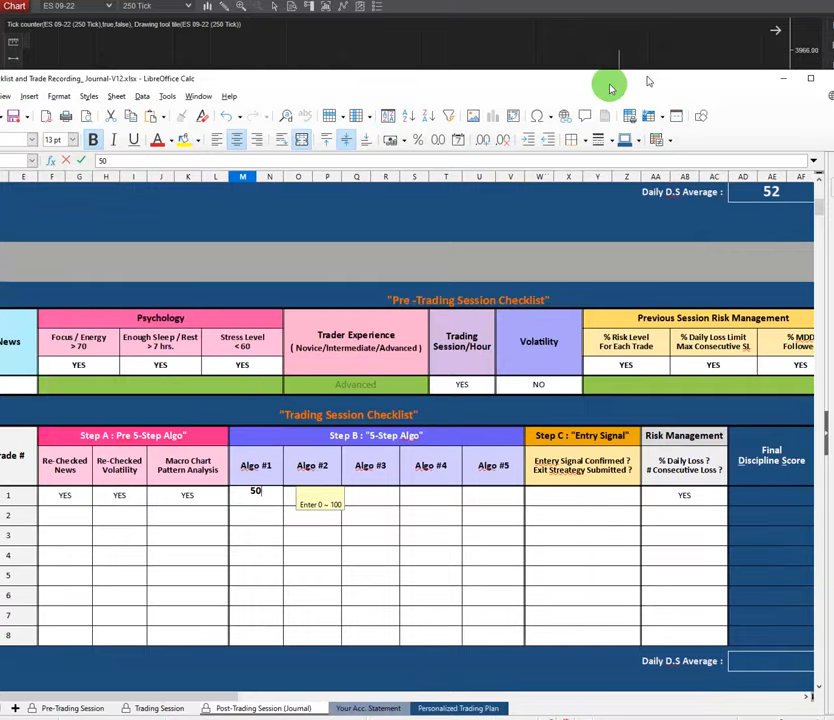 Chart ES 09-22 250 Tick
Tick counter(ES 09-22 (250 Tick),true,false), Drawing tool tile(ES 09-22 (250 Tick))
3966.00
cklist and Trade Recording_ Journal-V12.xlsx - LibreOffice Calc
Insert Format Styles Sheet Data Tools Window Help
13 pt
50
E F G H I J K L M N O P Q R S T U V W X Y Z AA AB AC AD AE AF
Daily D.S Average : 52
"Pre -Trading Session Checklist"
News
Psychology
Focus / Energy
> 70
Enough Sleep / Rest
> 7 hrs.
Stress Level
< 60
YES YES YES
Trader Experience
( Novice/Intermediate/Advanced )
Advanced
Trading
Session/Hour
YES
Volatility
NO
Previous Session Risk Management
% Risk Level
For Each Trade
% Daily Loss Limit
Max Consecutive SL
% MDD
Followe
YES YES YES
"Trading Session Checklist"
ade #
Step A : Pre 5-Step Algo"
Re-Checked
News
Re-Checked
Volatility
Macro Chart
Pattern Analysis
Step B : "5-Step Algo"
Algo #1 Algo #2 Algo #3 Algo #4 Algo #5
Step C : "Entry Signal"
Entery Signal Confirmed ?
Exit Streategy Submitted ?
Risk Management
% Daily Loss ?
# Consecutive Loss ?
Final
Discipline Score
1 YES YES YES 50 YES
Enter 0 ~ 100
2
3
4
5
6
7
8
Daily D.S Average :
Pre-Trading Session Trading Session Post-Trading Session (Journal) Your Acc. Statement Personalized Trading Plan